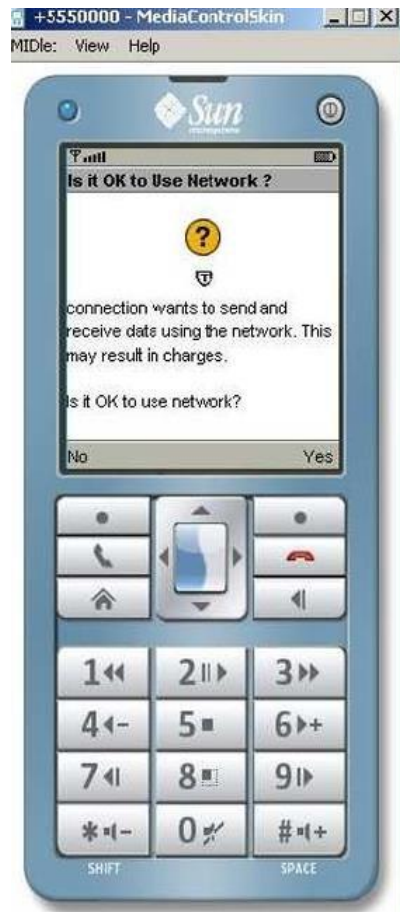 +5550000 - MediaControlSkin
MIDle: View Help
Sun
Is it OK to Use Network ?
?
T
connection wants to send and
receive data using the network. This
may result in charges.
Is it OK to use network?
No Yes
1 2 3
4 - 5 6 +
7 8 9
* - 0 # +
SHIFT SPACE